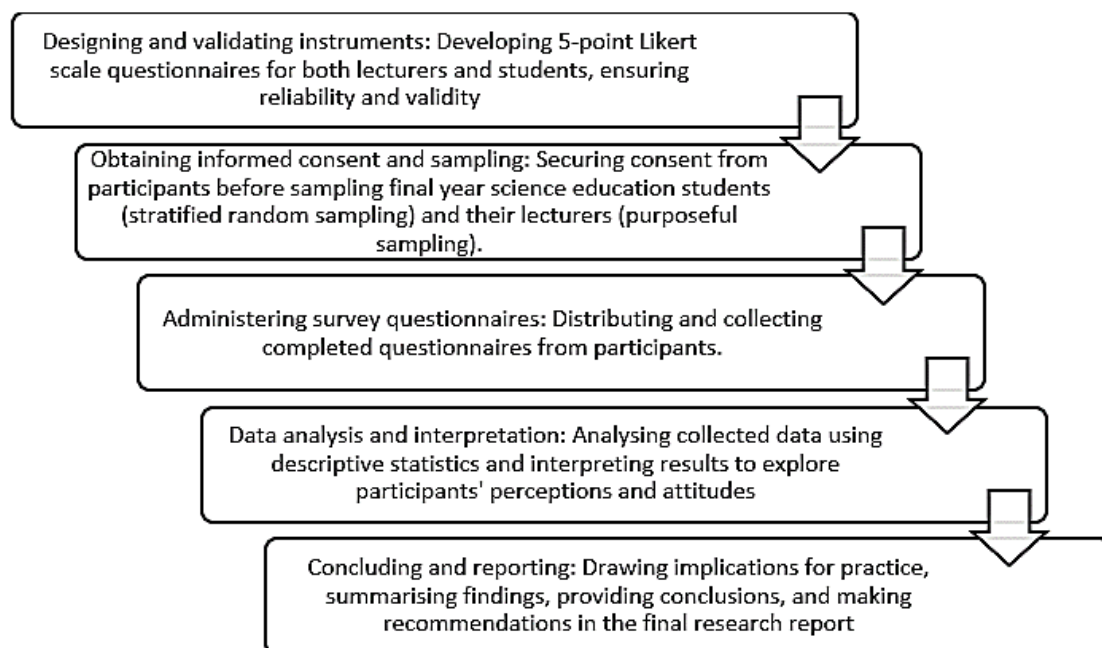 Designing and validating instruments: Developing 5-point Likert
scale questionnaires for both lecturers and students, ensuring
reliability and validity
Obtaining informed consent and sampling: Securing consent from
participants before sampling final year science education students
(stratified random sampling) and their lecturers (purposeful
sampling).
Administering survey questionnaires: Distributing and collecting
completed questionnaires from participants.
Data analysis and interpretation: Analysing collected data using
descriptive statistics and interpreting results to explore
participants' perceptions and attitudes
Concluding and reporting: Drawing implications for practice,
summarising findings, providing conclusions, and making
recommendations in the final research report